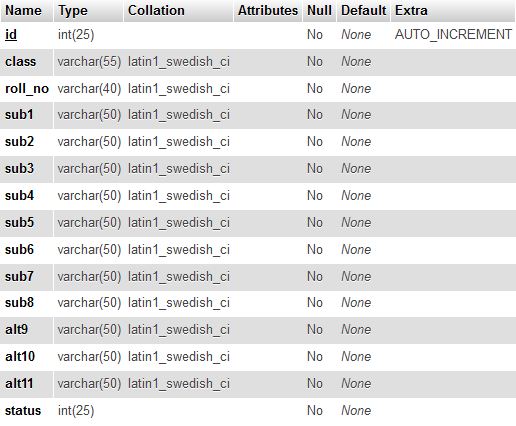 Name Type Collation Attributes Null Default Extra
id int(25) No None AUTO_INCREMENT
class varchar(55) latin1_swedish_ci No None
roll_no varchar(40) latin1_swedish_ci No None
sub1 varchar(50) latin1_swedish_ci No None
sub2 varchar(50) latin1_swedish_ci No None
sub3 varchar(50) latin1_swedish_ci No None
sub4 varchar(50) latin1_swedish_ci No None
sub5 varchar(50) latin1_swedish_ci No None
sub6 varchar(50) latin1_swedish_ci No None
sub7 varchar(50) latin1_swedish_ci No None
sub8 varchar(50) latin1_swedish_ci No None
alt9 varchar(50) latin1_swedish_ci No None
alt10 varchar(50) latin1_swedish_ci No None
alt11 varchar(50) latin1_swedish_ci No None
status int(25) No None